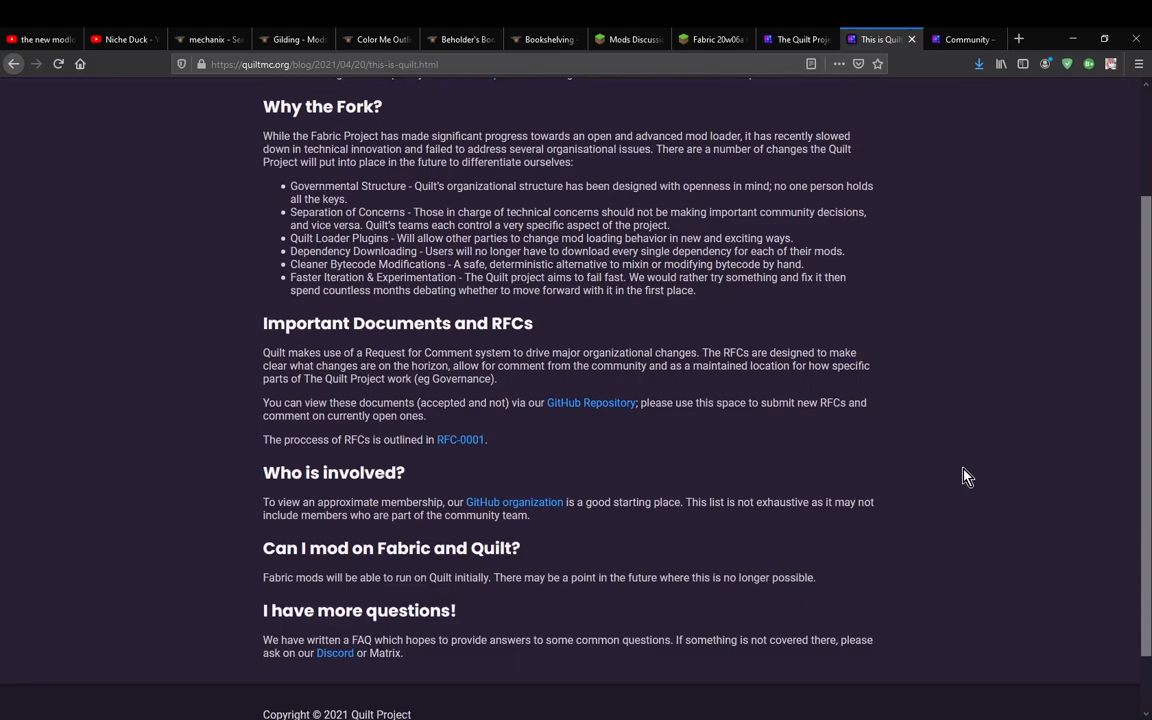 the new modlo
Niche Duck - Y
mechanix - Sea
Gilding - Mods
Color Me Outli
Beholder's Boo
Bookshelving -
Mods Discussi
Fabric 20w06a
The Quilt Proje
This is Quilt
Community –
https://quiltmc.org/blog/2021/04/20/this-is-quilt.html
Why the Fork?
While the Fabric Project has made significant progress towards an open and advanced mod loader, it has recently slowed
down in technical innovation and failed to address several organisational issues. There are a number of changes the Quilt
Project will put into place in the future to differentiate ourselves:
• Governmental Structure - Quilt's organizational structure has been designed with openness in mind; no one person holds
all the keys.
• Separation of Concerns - Those in charge of technical concerns should not be making important community decisions,
and vice versa. Quilt's teams each control a very specific aspect of the project.
• Quilt Loader Plugins - Will allow other parties to change mod loading behavior in new and exciting ways.
• Dependency Downloading - Users will no longer have to download every single dependency for each of their mods.
• Cleaner Bytecode Modifications - A safe, deterministic alternative to mixin or modifying bytecode by hand.
• Faster Iteration & Experimentation - The Quilt project aims to fail fast. We would rather try something and fix it then
spend countless months debating whether to move forward with it in the first place.
Important Documents and RFCs
Quilt makes use of a Request for Comment system to drive major organizational changes. The RFCs are designed to make
clear what changes are on the horizon, allow for comment from the community and as a maintained location for how specific
parts of The Quilt Project work (eg Governance).
You can view these documents (accepted and not) via our GitHub Repository; please use this space to submit new RFCs and
comment on currently open ones.
The proccess of RFCs is outlined in RFC-0001.
Who is involved?
To view an approximate membership, our GitHub organization is a good starting place. This list is not exhaustive as it may not
include members who are part of the community team.
Can I mod on Fabric and Quilt?
Fabric mods will be able to run on Quilt initially. There may be a point in the future where this is no longer possible.
I have more questions!
We have written a FAQ which hopes to provide answers to some common questions. If something is not covered there, please
ask on our Discord or Matrix.
Copyright © 2021 Quilt Project